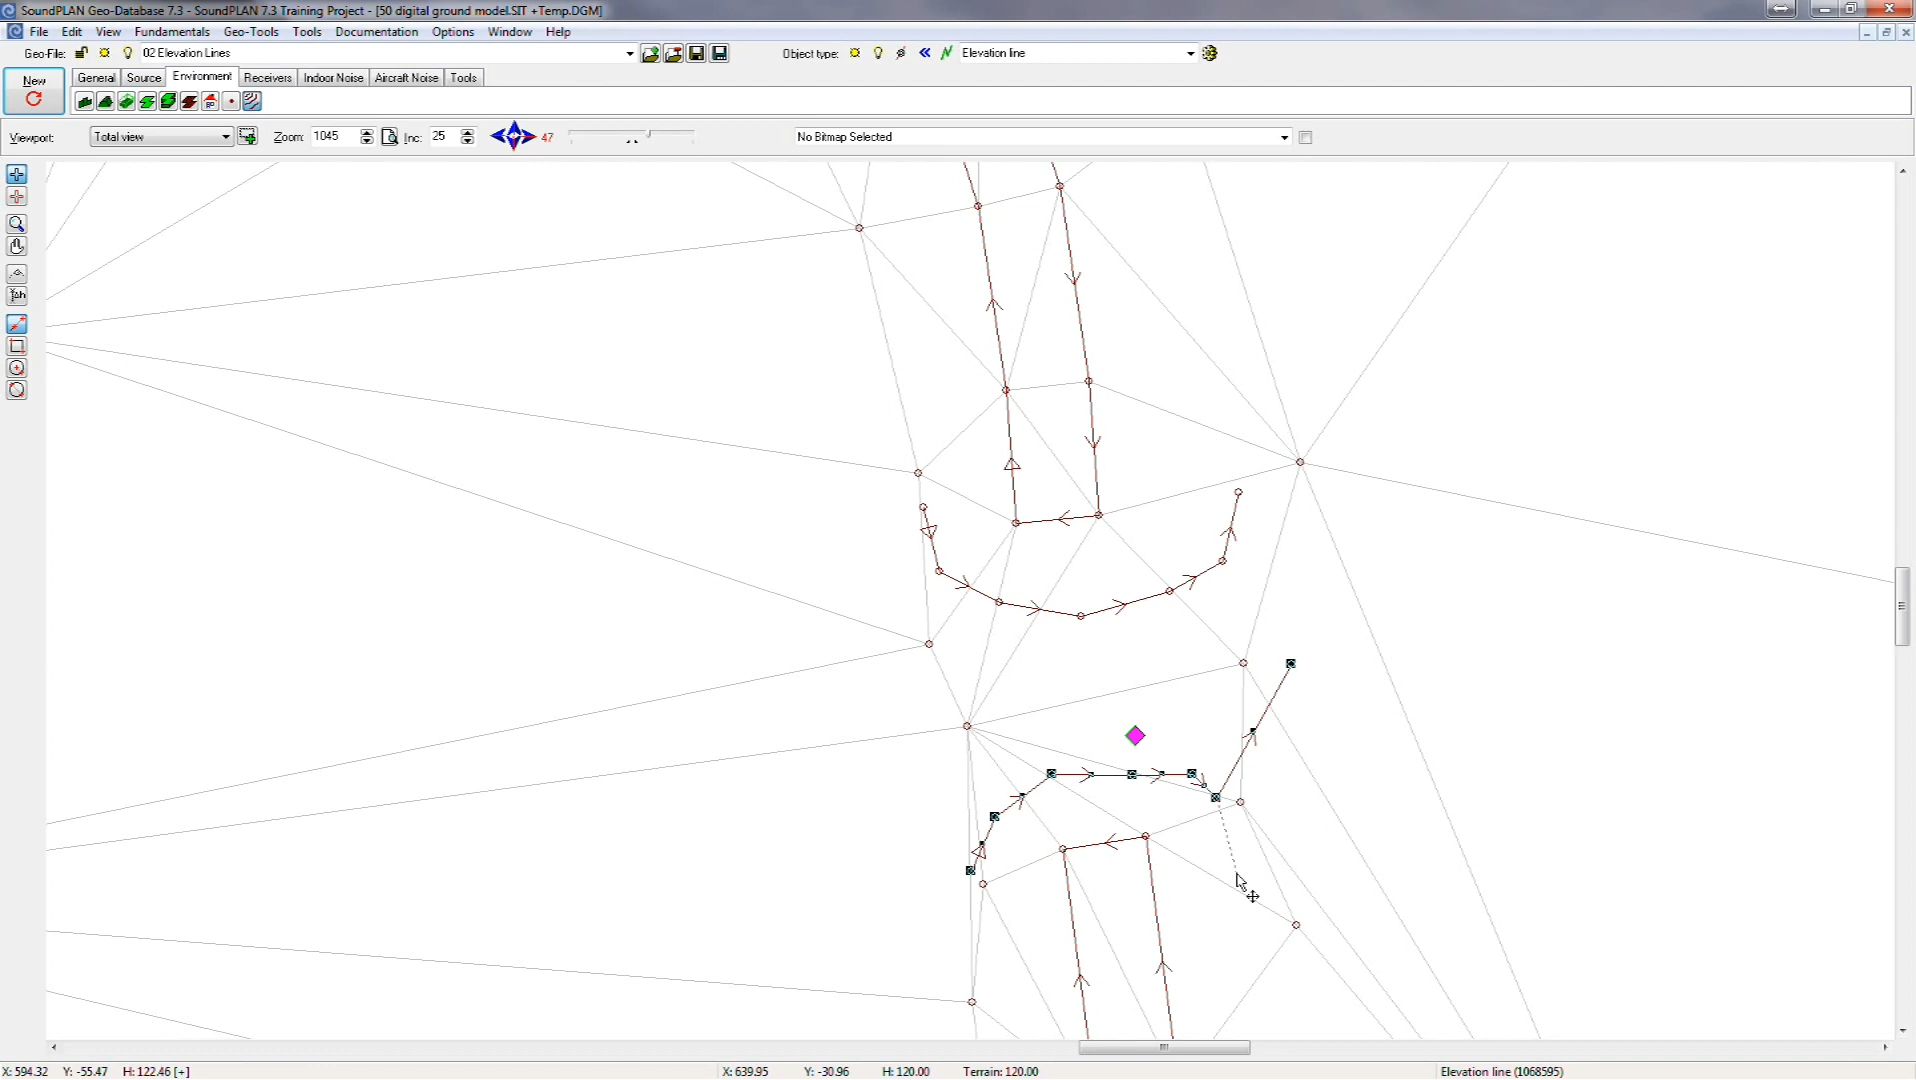 SoundPLAN Geo-Database 7.3 - SoundPLAN 7.3 Training Project - [50 digital ground model.SIT +Temp.DGM]
File Edit View Fundamentals Geo-Tools Tools Documentation Options Window Help
Geo-File: 02 Elevation Lines Object type: Elevation line
New General Source Environment Receivers Indoor Noise Aircraft Noise Tools
Viewport: Total view Zoom: 1045 Inc: 25 47 No Bitmap Selected
X: 594.32 Y: -55.47 H: 122.46 [+] X: 639.95 Y: -30.96 H: 120.00 Terrain: 120.00 Elevation line (1068595)